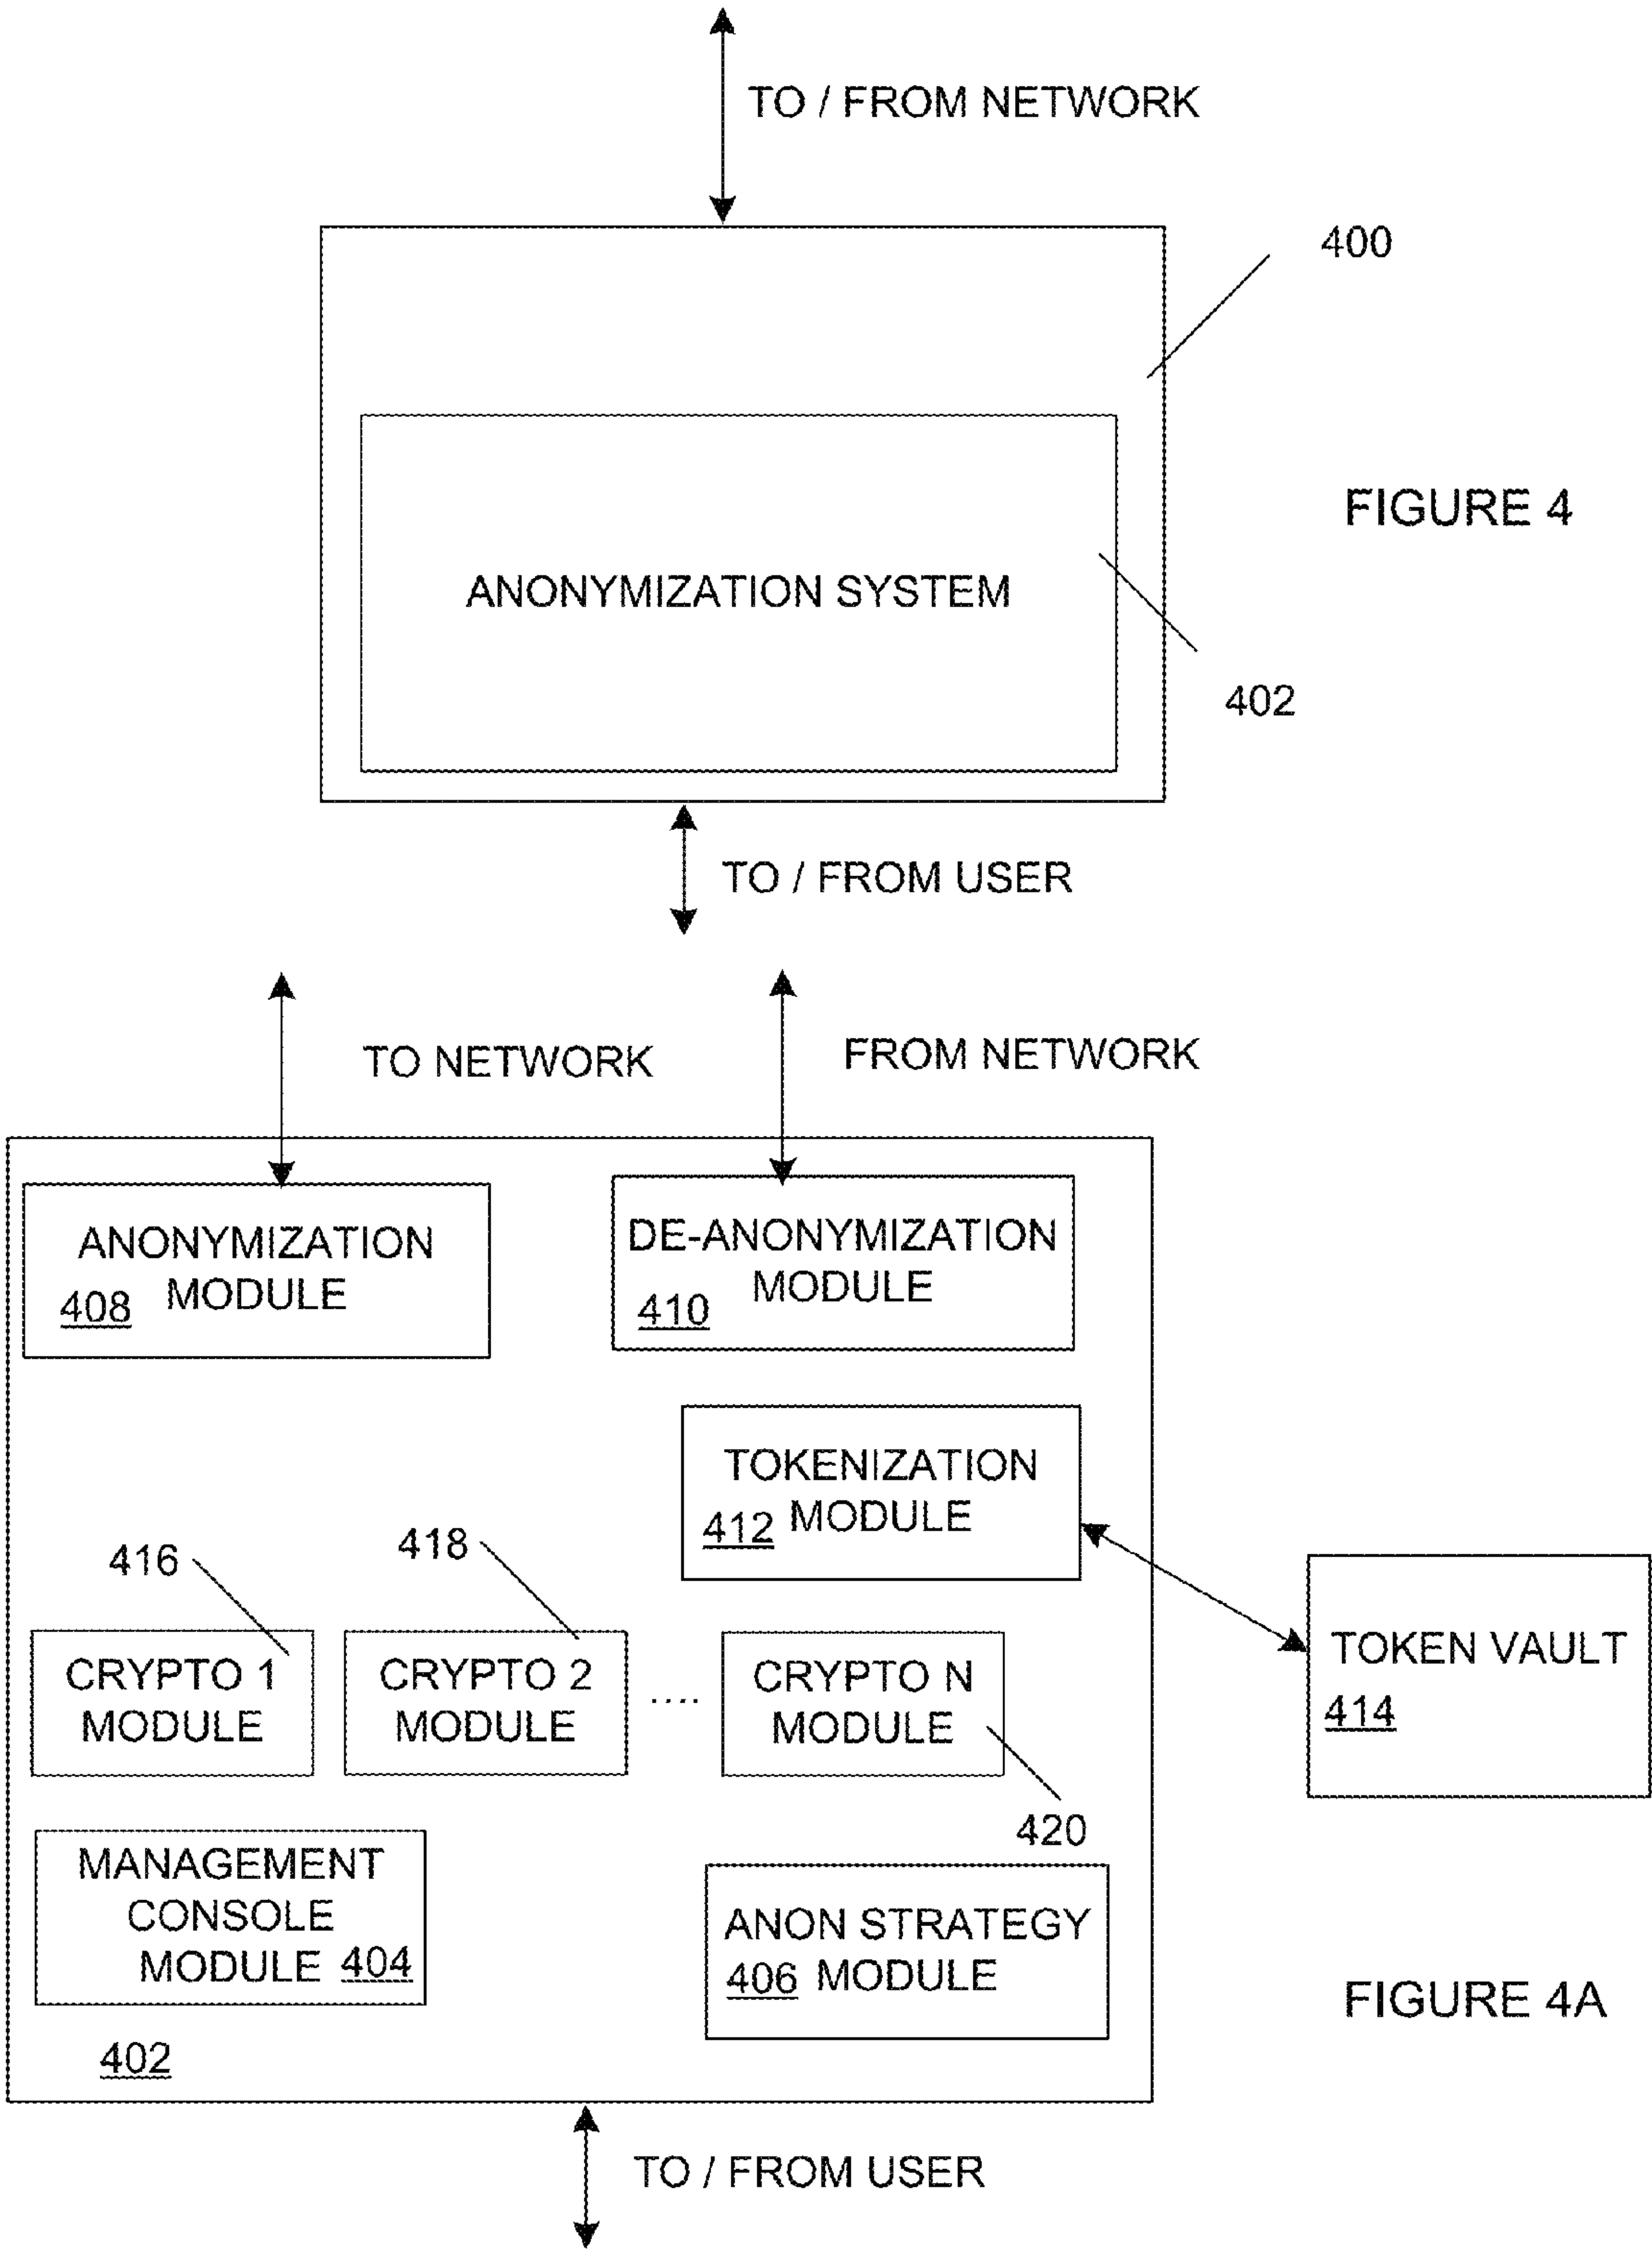 TO / FROM NETWORK
400
FIGURE 4
ANONYMIZATION SYSTEM
402
TO / FROM USER
TO NETWORK
FROM NETWORK
ANONYMIZATION
408 MODULE
DE-ANONYMIZATION
410 MODULE
TOKENIZATION
412 MODULE
416
418
CRYPTO 1
MODULE
CRYPTO 2
MODULE
....
CRYPTO N
MODULE
420
TOKEN VAULT
414
MANAGEMENT
CONSOLE
MODULE 404
ANON STRATEGY
406 MODULE
402
FIGURE 4A
TO / FROM USER